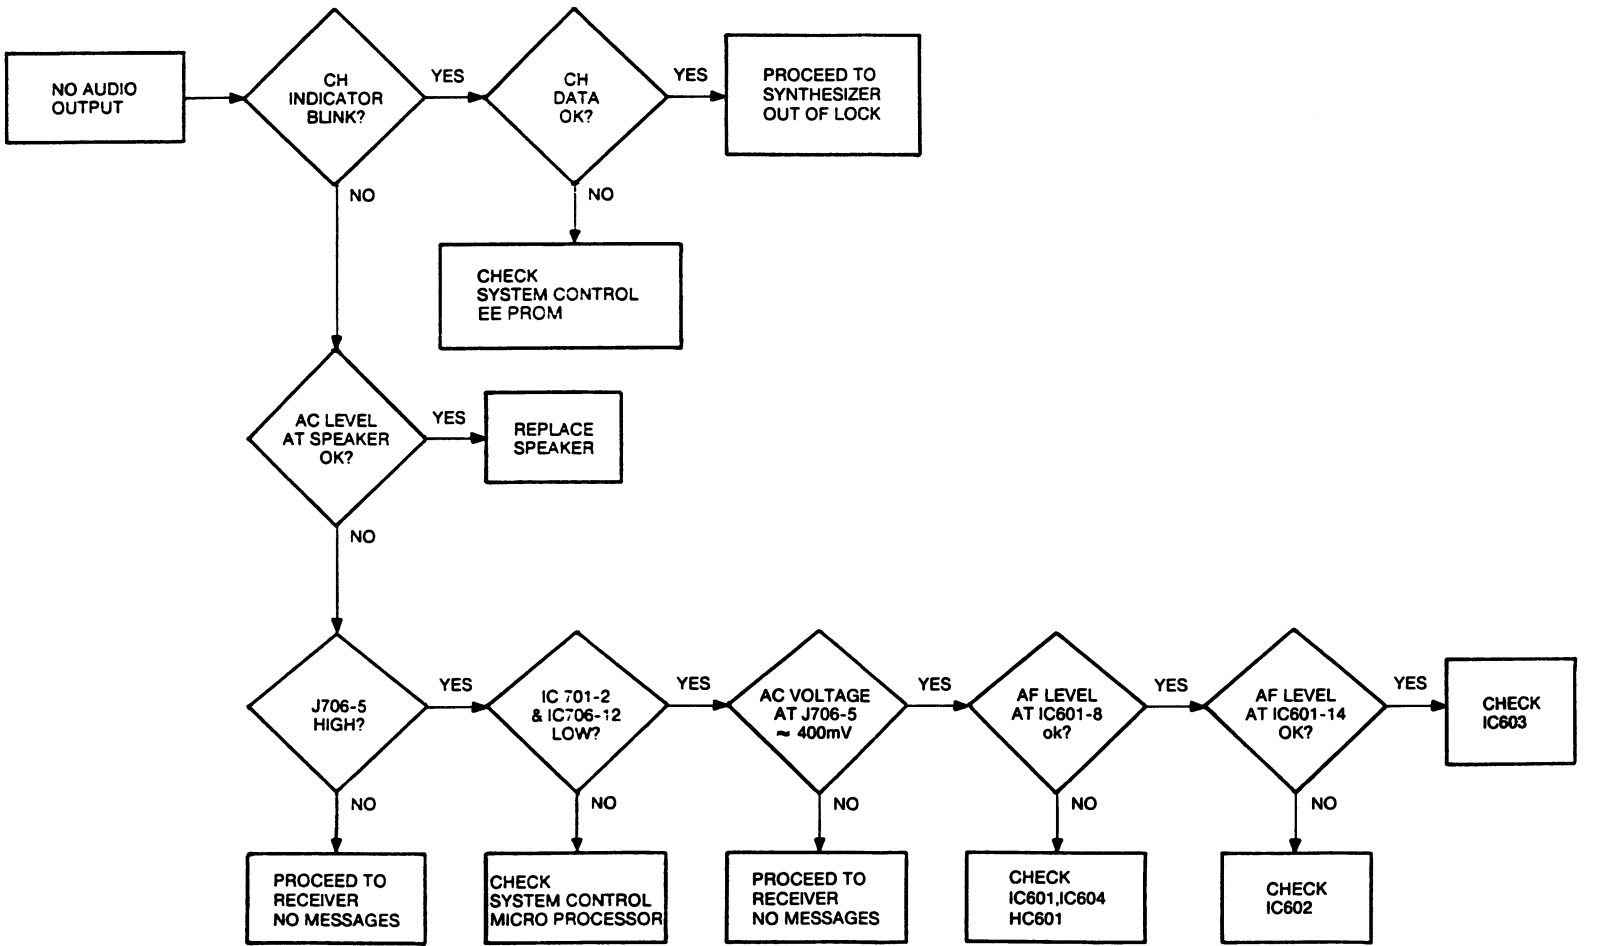 NO AUDIO
OUTPUT
CH
INDICATOR
BLINK?
YES
CH
DATA
OK?
YES
PROCEED TO
SYNTHESIZER
OUT OF LOCK
NO
NO
CHECK
SYSTEM CONTROL
EE PROM
AC LEVEL
AT SPEAKER
OK?
YES
REPLACE
SPEAKER
NO
J706-5
HIGH?
YES
IC 701-2
& IC706-12
LOW?
YES
AC VOLTAGE
AT J706-5
≈ 400mV
YES
AF LEVEL
AT IC601-8
ok?
YES
AF LEVEL
AT IC601-14
OK?
YES
CHECK
IC603
NO
NO
NO
NO
NO
PROCEED TO
RECEIVER
NO MESSAGES
CHECK
SYSTEM CONTROL
MICRO PROCESSOR
PROCEED TO
RECEIVER
NO MESSAGES
CHECK
IC601,IC604
HC601
CHECK
IC602